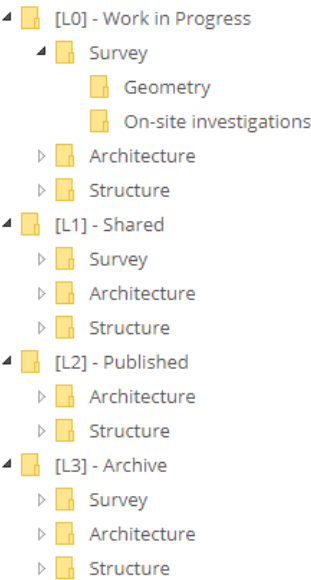 [L0] - Work in Progress
Survey
Geometry
On-site investigations
Architecture
Structure
[L1] - Shared
Survey
Architecture
Structure
[L2] - Published
Architecture
Structure
[L3] - Archive
Survey
Architecture
Structure